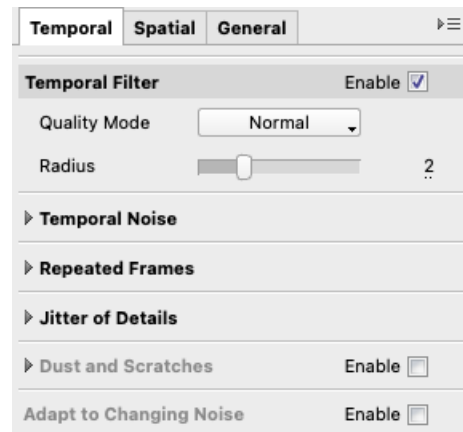 Temporal Spatial General
Temporal Filter Enable
Quality Mode Normal
Radius 2
Temporal Noise
Repeated Frames
Jitter of Details
Dust and Scratches Enable
Adapt to Changing Noise Enable